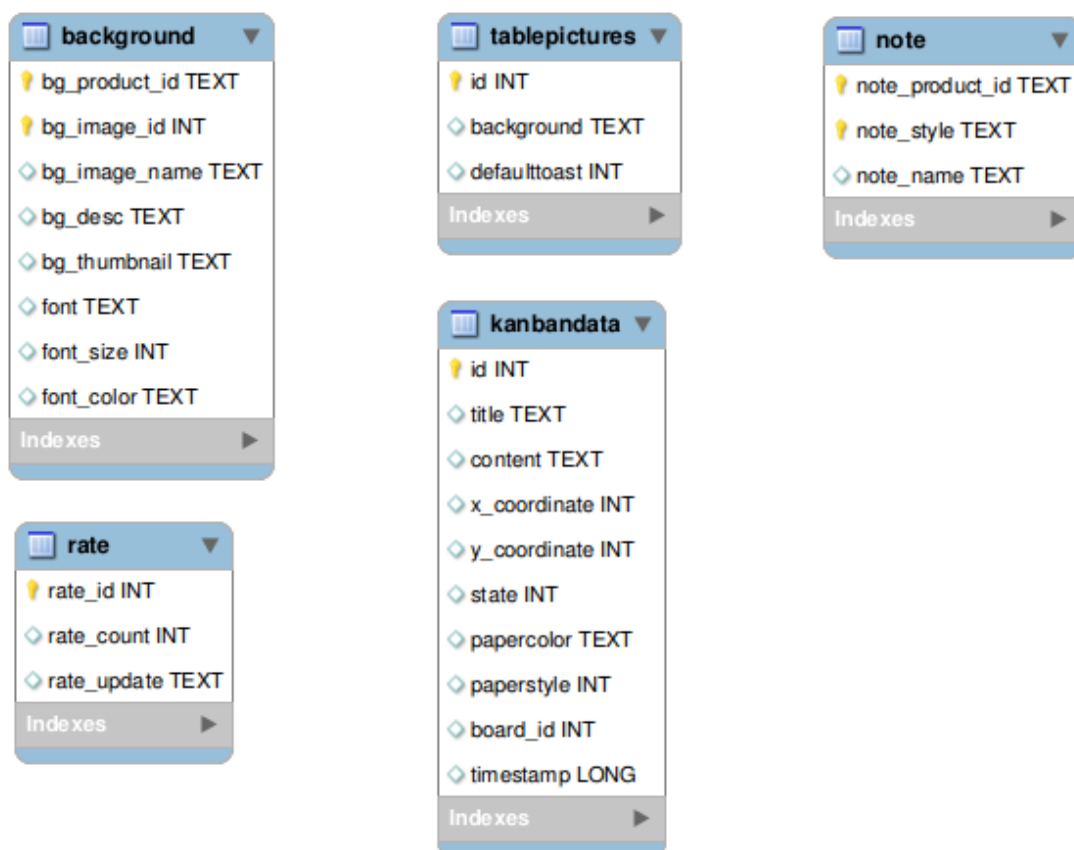 background
bg_product_id TEXT
bg_image_id INT
bg_image_name TEXT
bg_desc TEXT
bg_thumbnail TEXT
font TEXT
font_size INT
font_color TEXT
Indexes
rate
rate_id INT
rate_count INT
rate_update TEXT
Indexes
tablepictures
id INT
background TEXT
defaulttoast INT
Indexes
kanbandata
id INT
title TEXT
content TEXT
x_coordinate INT
y_coordinate INT
state INT
papercolor TEXT
paperstyle INT
board_id INT
timestamp LONG
Indexes
note
note_product_id TEXT
note_style TEXT
note_name TEXT
Indexes